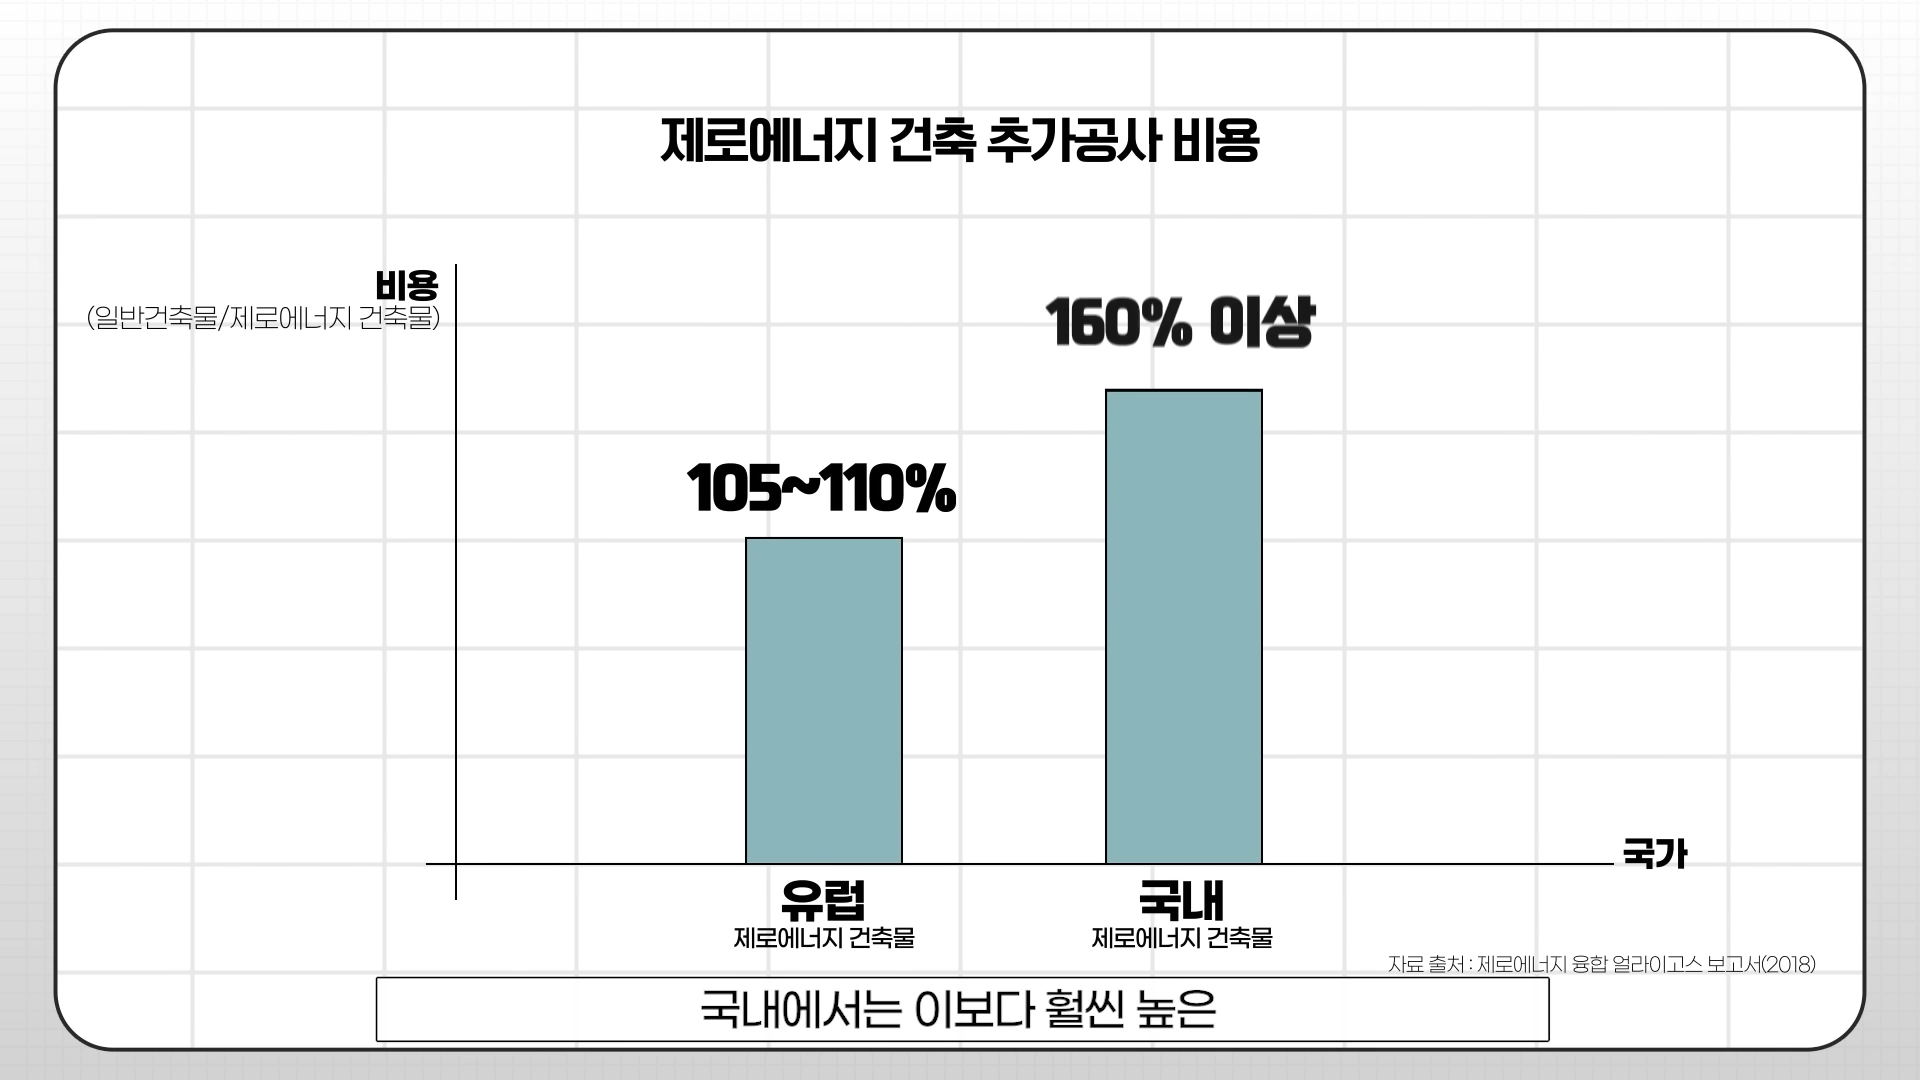 제로에너지 건축 추가공사 비용
비용
(일반건축물/제로에너지 건축물)
160% 이상
105~110%
국가
유럽
제로에너지 건축물
국내
제로에너지 건축물
자료 출처 : 제로에너지 융합 얼라이고스 보고서(2018)
국내에서는 이보다 훨씬 높은